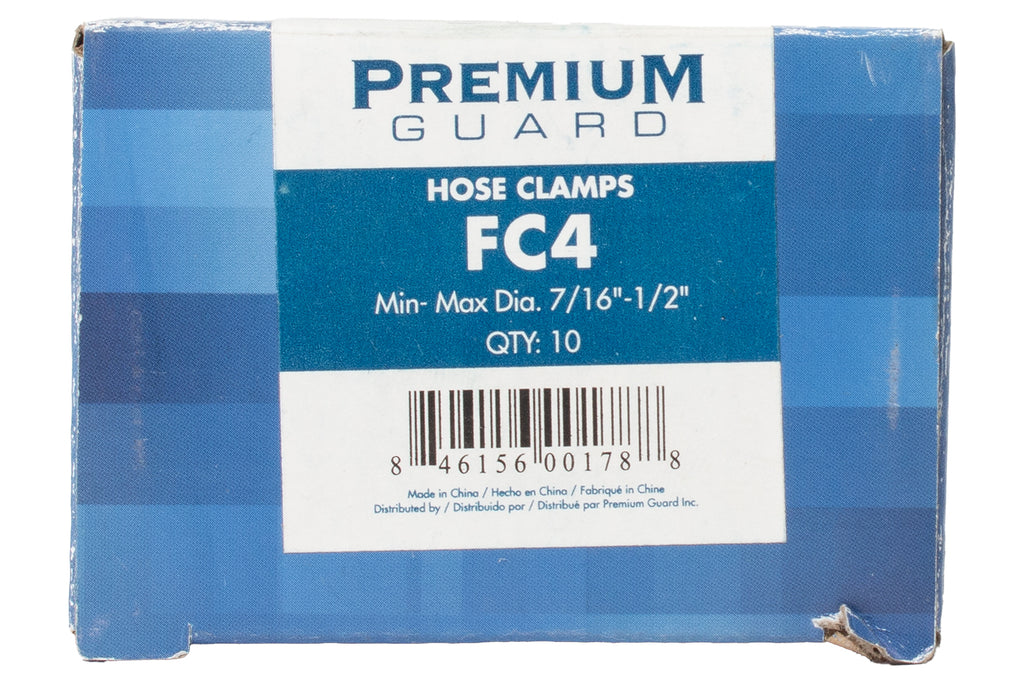 PREMIUM
GUARD
HOSE CLAMPS
FC4
Min- Max Dia. 7/16"-1/2"
QTY: 10
8 46156 00178 8
Made in China / Hecho en China / Fabriqué in Chine
Distributed by / Distribuido por / Distribué par Premium Guard Inc.